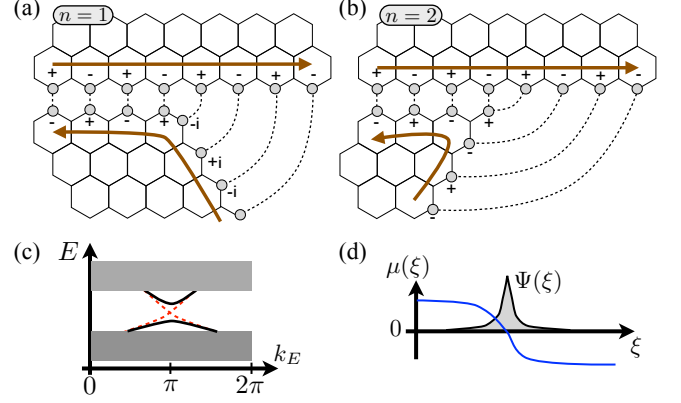 (a) n = 1 (b) n = 2
+ - + - + - + - + - + - + - + -
- + - + -i - + - + 
+i -
-i +
-
(c) (d)
E μ(ξ) Ψ(ξ)
0
ξ
0 π 2π k_E